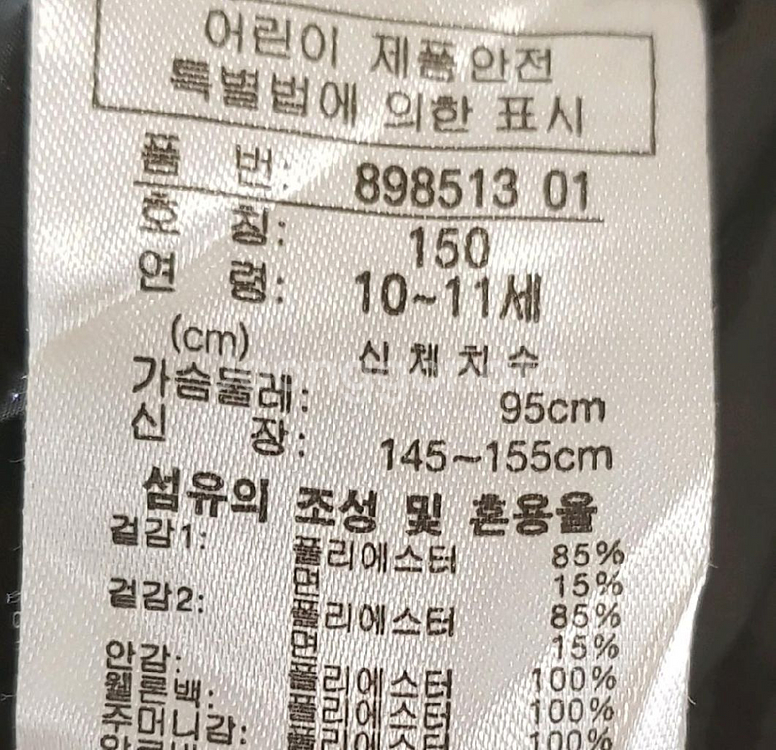 어린이 제품안전
특별법에 의한 표시
품 번: 898513 01
호 칭: 150
연 령: 10~11세
(cm) 신 체 치 수
가슴둘레: 95cm
신 장: 145~155cm
섬유의 조성 및 혼용율
겉감1: 폴리에스터 85%
면 15%
겉감2: 폴리에스터 85%
면 15%
안감: 폴리에스터 100%
웰론백: 폴리에스터 100%
주머니감: 폴리에스터 100%